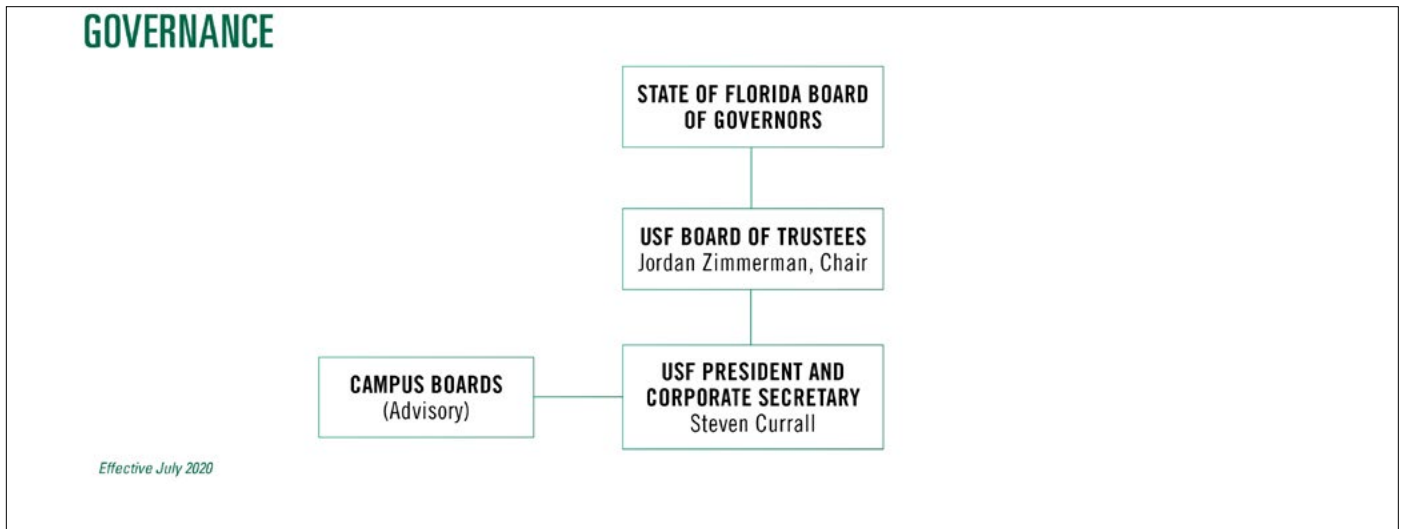 GOVERNANCE
STATE OF FLORIDA BOARD
OF GOVERNORS
USF BOARD OF TRUSTEES
Jordan Zimmerman, Chair
CAMPUS BOARDS
(Advisory)
USF PRESIDENT AND
CORPORATE SECRETARY
Steven Currall
Effective July 2020